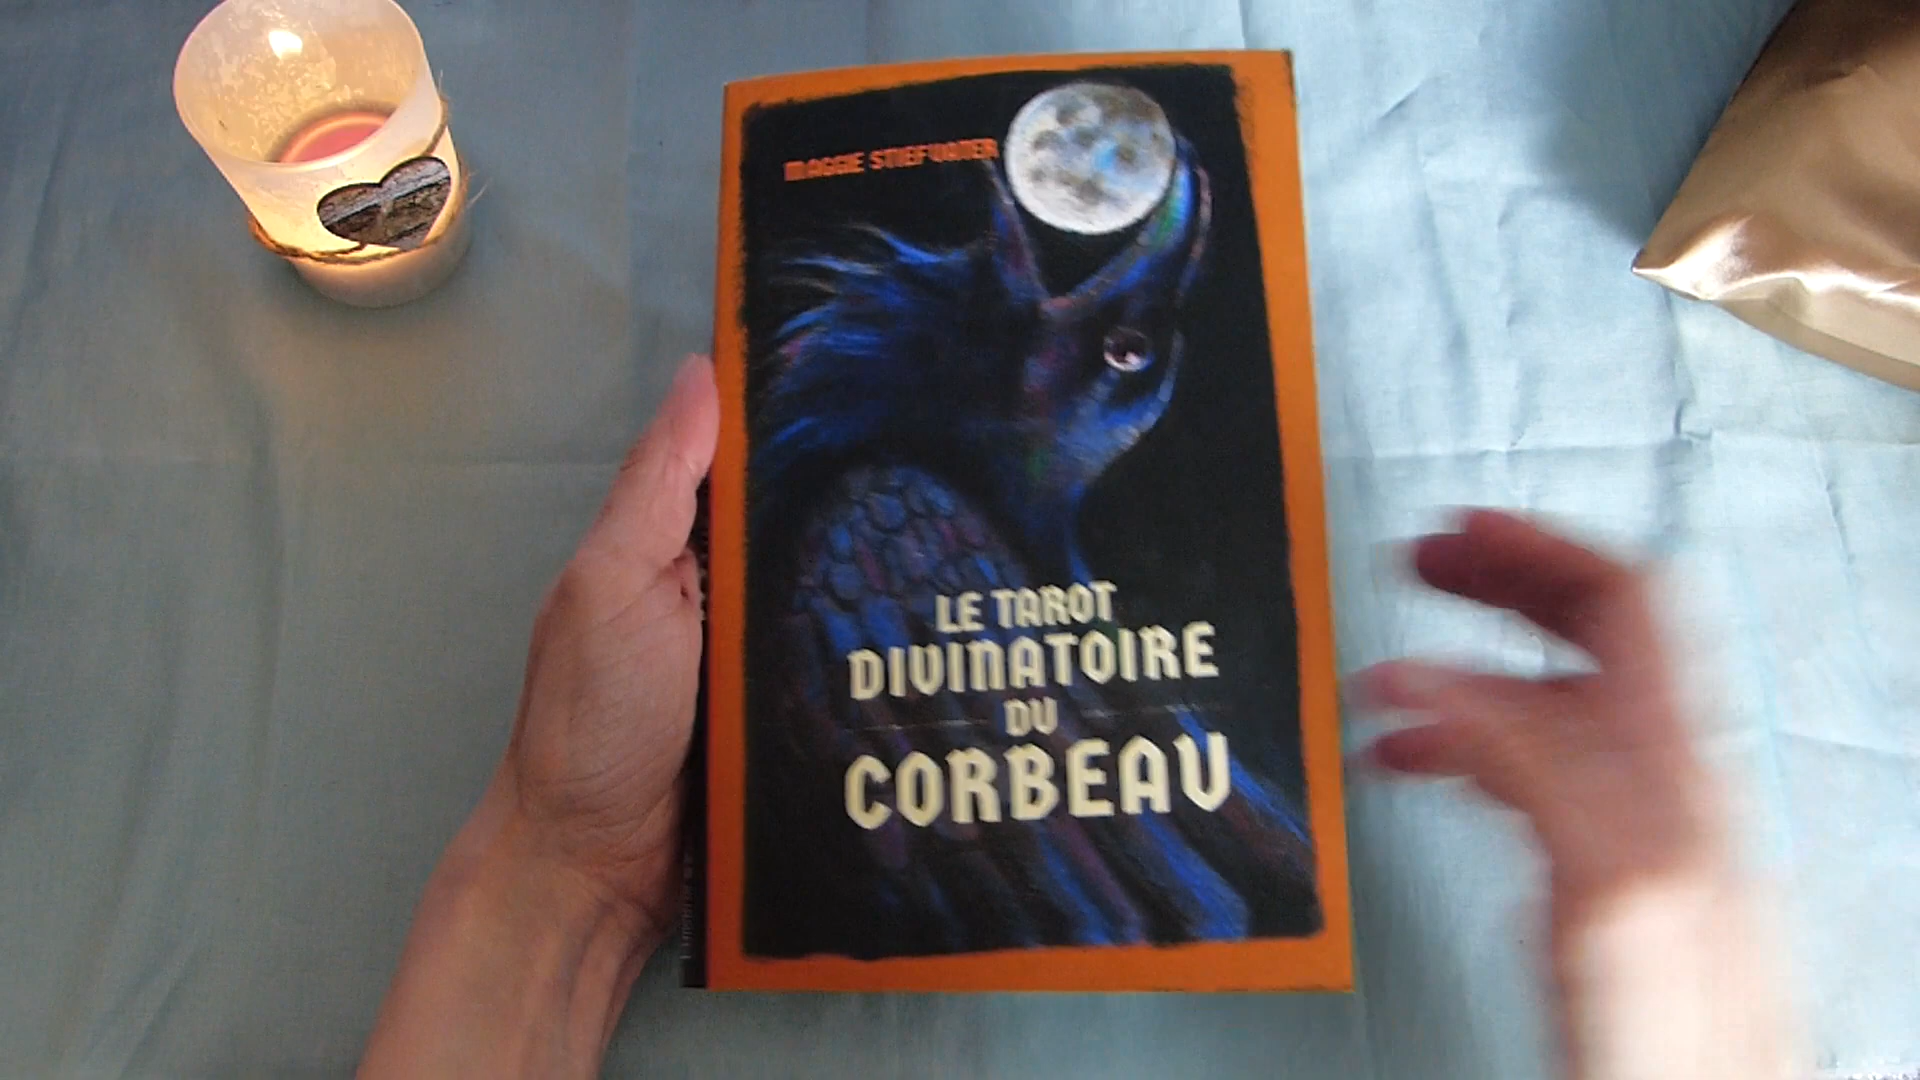 MAGGIE STIEFVATER
LE TAROT
DIVINATOIRE
DU
CORBEAU